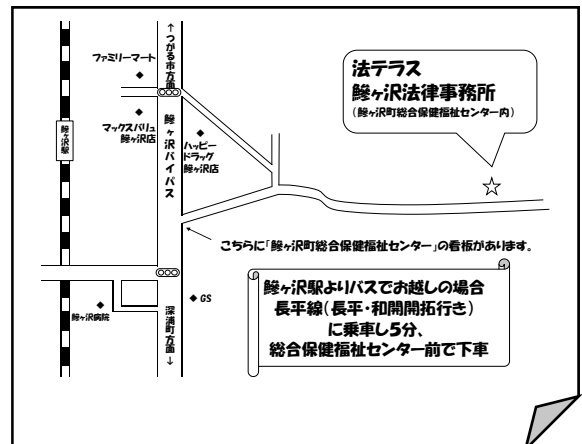 ←つがる市方面
ファミリーマート
法テラス
鰺ヶ沢法律事務所
（鰺ヶ沢町総合保健福祉センター内）
マックスバリュ
鰺ヶ沢店
鰺ヶ沢駅
鰺ヶ沢バイパス
ハッピー
ドラッグ
鰺ヶ沢店
こちらに「鰺ヶ沢町総合保健福祉センター」の看板があります。
鰺ヶ沢駅よりバスでお越しの場合
長平線（長平・和開開拓行き）
に乗車し5分、
総合保健福祉センター前で下車
GS
鰺ヶ沢病院
深浦町方面→